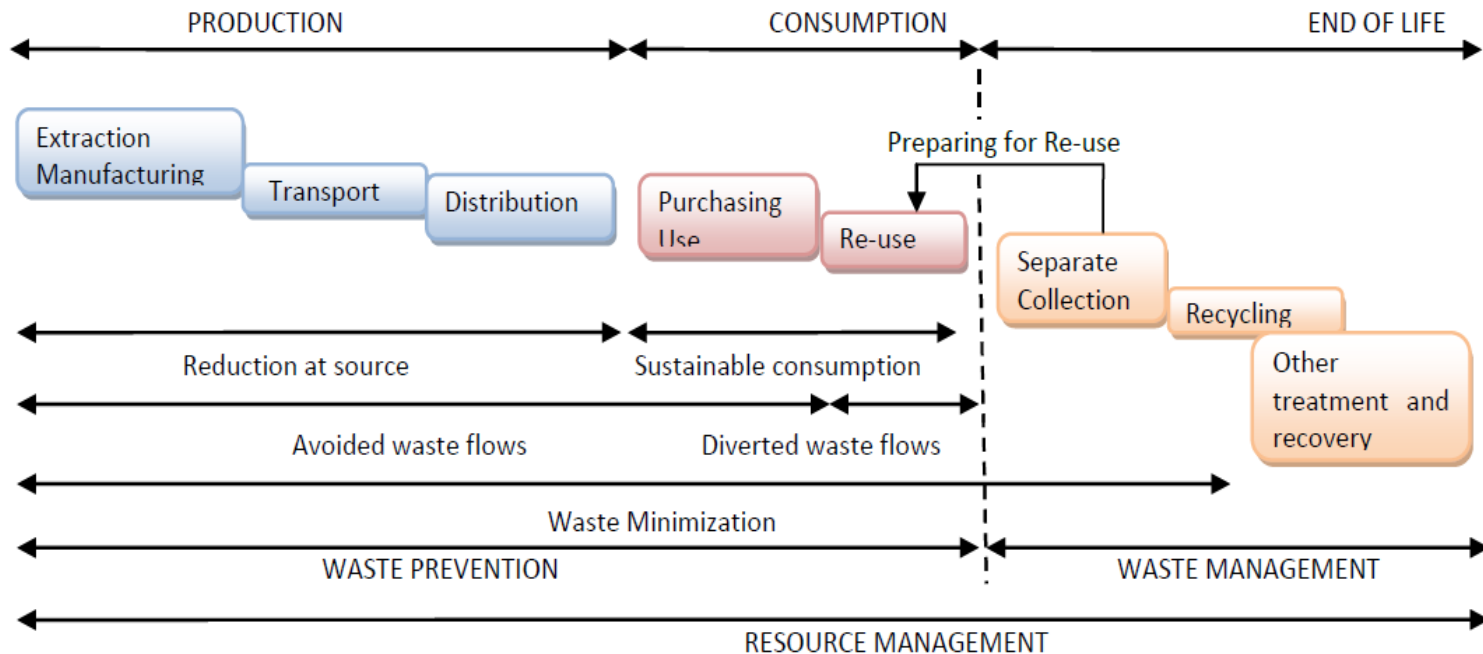 PRODUCTION
CONSUMPTION
END OF LIFE
Extraction
Manufacturing
Transport
Distribution
Purchasing
Use
Re-use
Preparing for Re-use
Separate
Collection
Recycling
Other
treatment and
recovery
Reduction at source
Sustainable consumption
Avoided waste flows
Diverted waste flows
Waste Minimization
WASTE PREVENTION
WASTE MANAGEMENT
RESOURCE MANAGEMENT